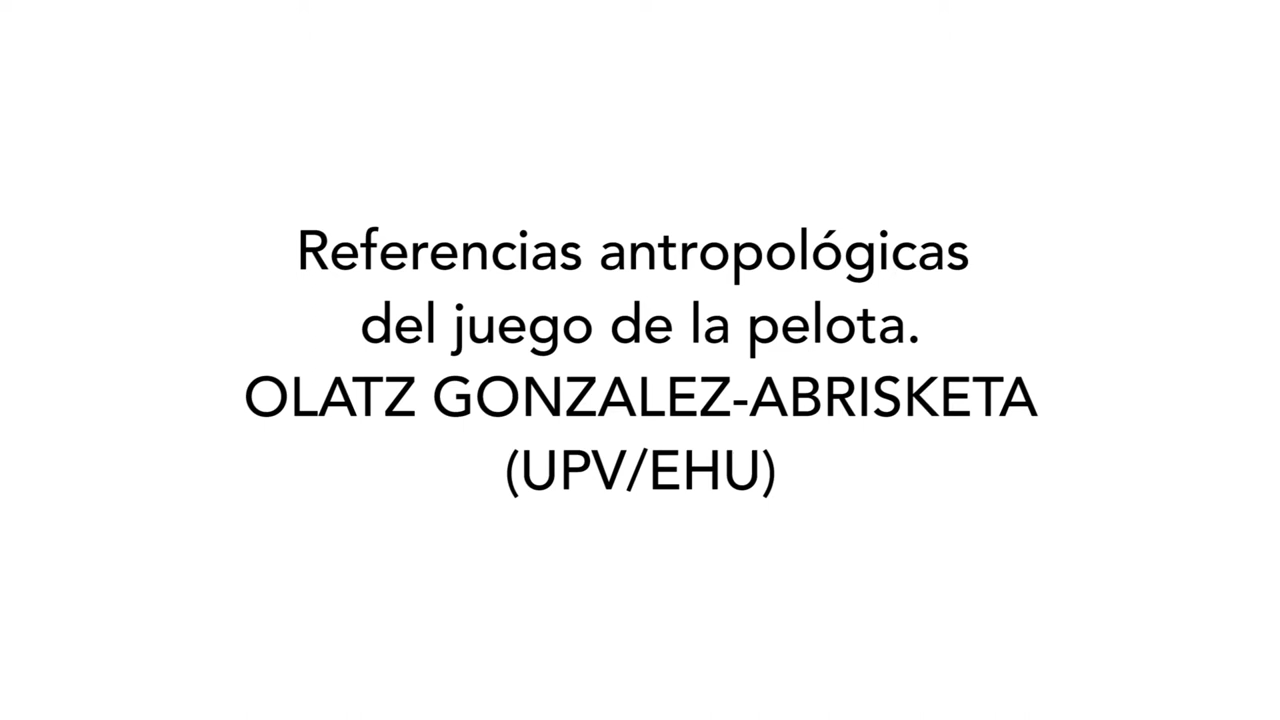 Referencias antropológicas
del juego de la pelota.
OLATZ GONZALEZ-ABRISKETA
(UPV/EHU)